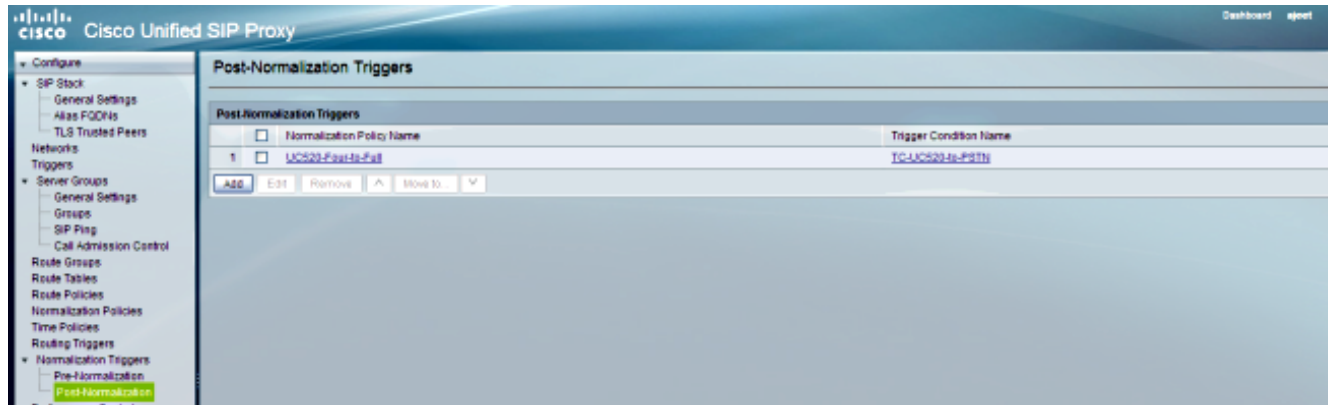 Dashboard ajeet
cisco Cisco Unified SIP Proxy
Configure
SIP Stack
General Settings
Alias FQDNs
TLS Trusted Peers
Networks
Triggers
Server Groups
General Settings
Groups
SIP Ping
Call Admission Control
Route Groups
Route Tables
Route Policies
Normalization Policies
Time Policies
Routing Triggers
Normalization Triggers
Pre-Normalization
Post-Normalization
Post-Normalization Triggers
Post-Normalization Triggers
Normalization Policy Name Trigger Condition Name
1 UC520-Four-to-Full TC-UC520-to-PSTN
Add Edit Remove Move to...